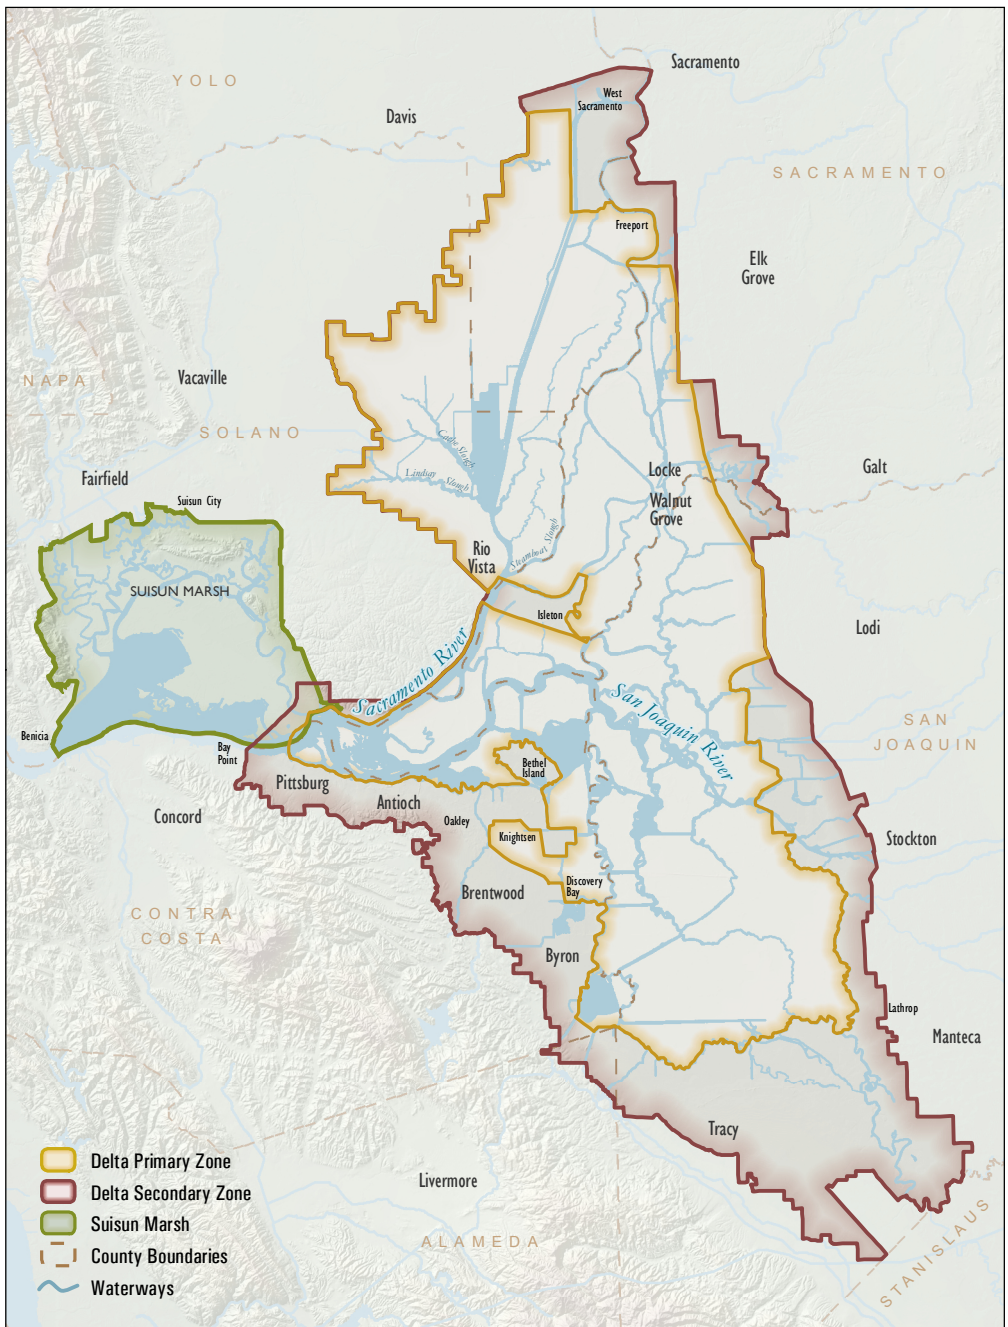 Sacramento
YOLO
West
Sacramento
Davis
SACRAMENTO
Freeport
Elk
Grove
NAPA
Vacaville
SOLANO
Cache Slough
Lindsay Slough
Locke
Galt
Fairfield
Suisun City
Walnut
Grove
Steamboat Slough
Rio
Vista
SUISUN MARSH
Isleton
Lodi
Sacramento River
San Joaquin River
SAN
JOAQUIN
Benicia
Bay
Point
Bethel
Island
Pittsburg
Antioch
Concord
Oakley
Knightsen
Stockton
Discovery
Bay
Brentwood
CONTRA
COSTA
Byron
Lathrop
Manteca
Tracy
Livermore
ALAMEDA
STANISLAUS
Delta Primary Zone
Delta Secondary Zone
Suisun Marsh
County Boundaries
Waterways